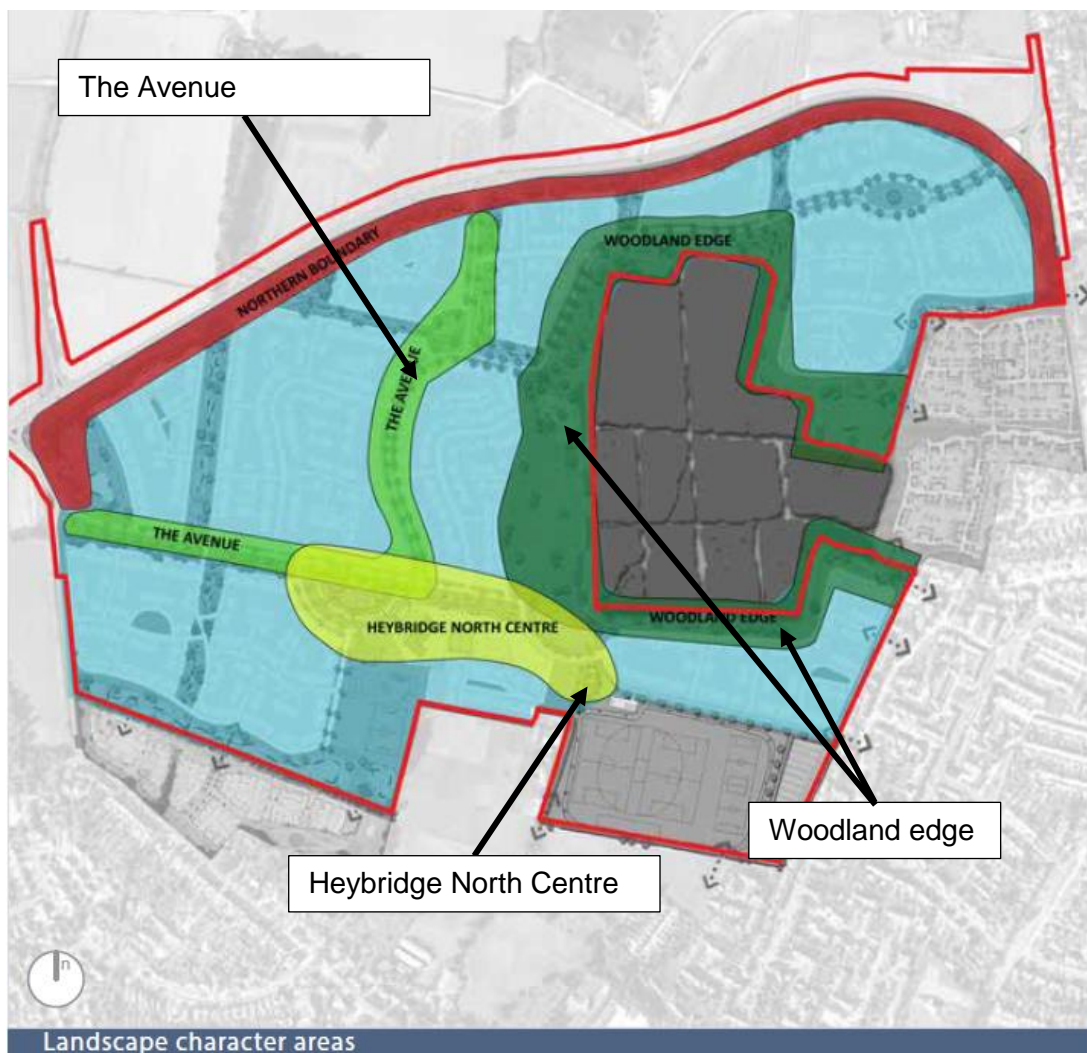 The Avenue
WOODLAND EDGE
NORTHERN BOUNDARY
THE AVENUE
THE AVENUE
HEYBRIDGE NORTH CENTRE
WOODLAND EDGE
Woodland edge
Heybridge North Centre
n
Landscape character areas